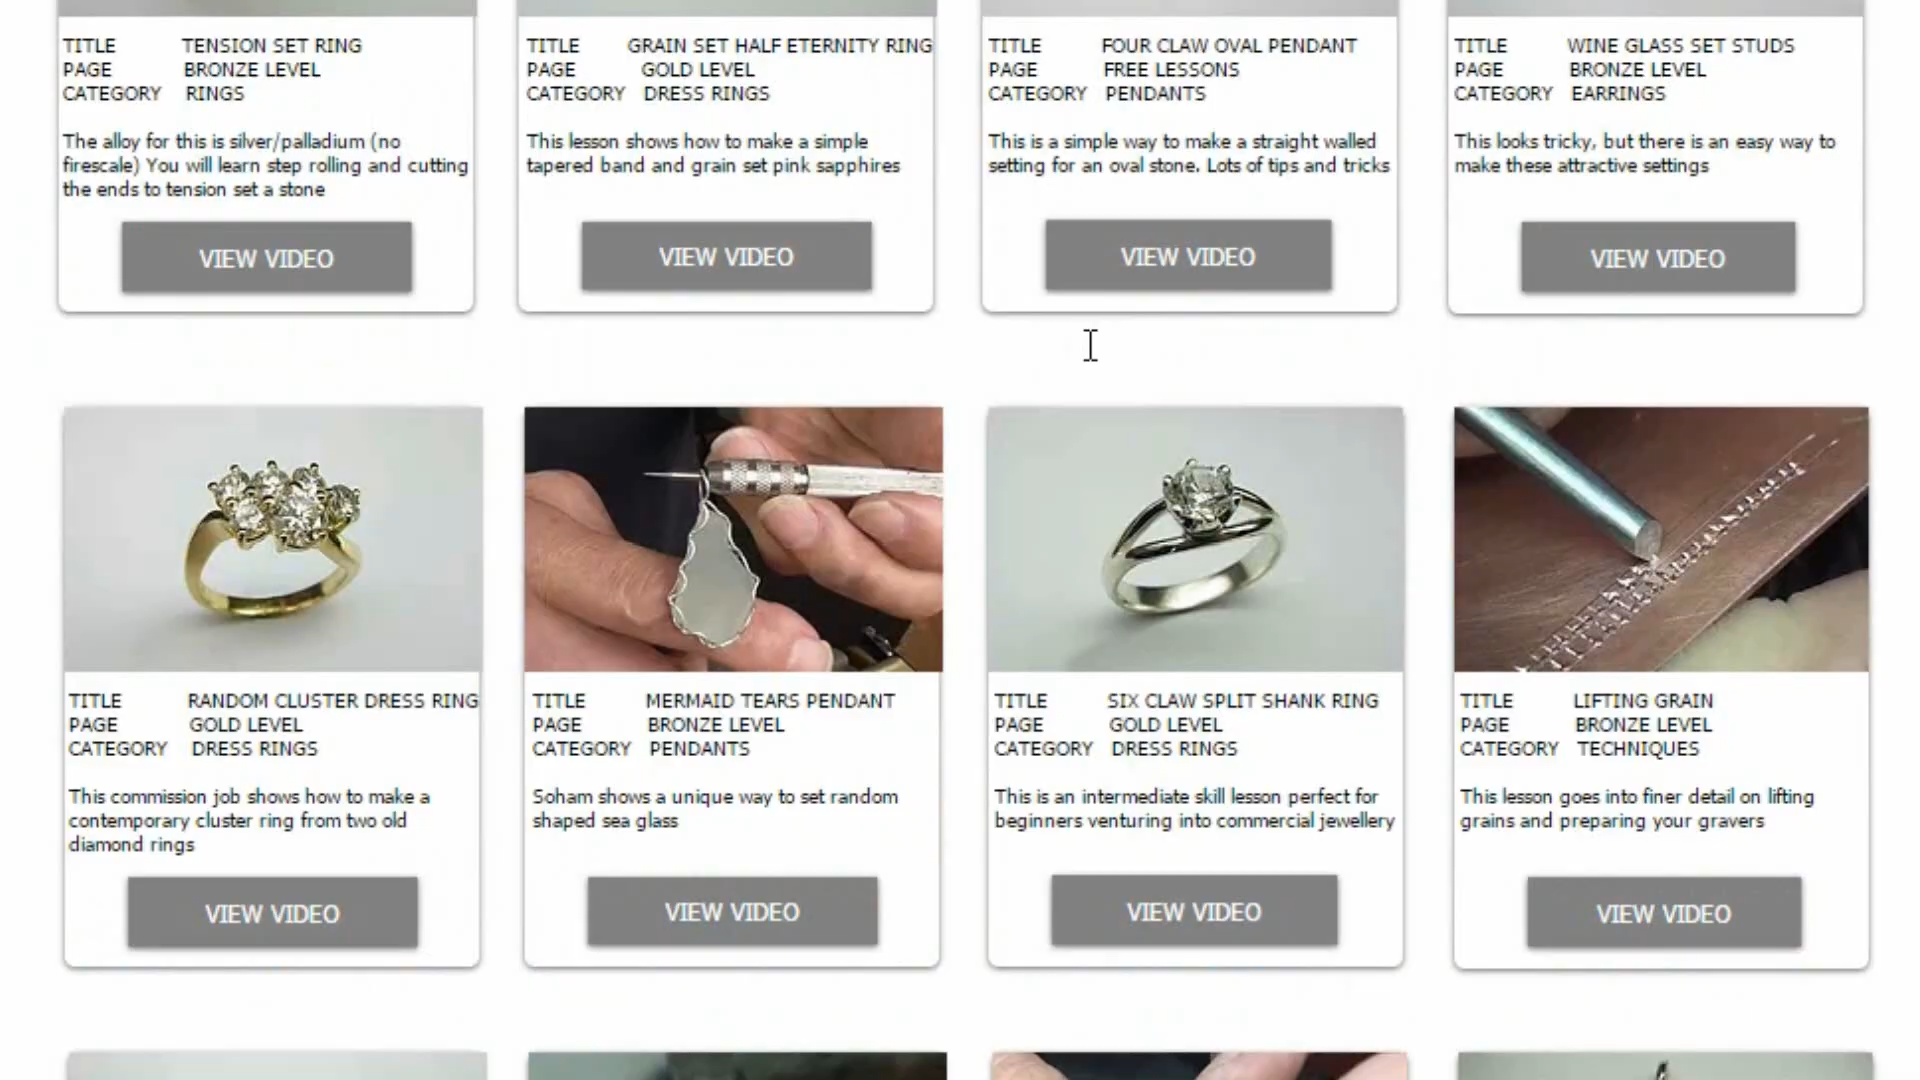 TITLE TENSION SET RING
PAGE BRONZE LEVEL
CATEGORY RINGS
The alloy for this is silver/palladium (no
firescale) You will learn step rolling and cutting
the ends to tension set a stone
VIEW VIDEO
TITLE GRAIN SET HALF ETERNITY RING
PAGE GOLD LEVEL
CATEGORY DRESS RINGS
This lesson shows how to make a simple
tapered band and grain set pink sapphires
VIEW VIDEO
TITLE FOUR CLAW OVAL PENDANT
PAGE FREE LESSONS
CATEGORY PENDANTS
This is a simple way to make a straight walled
setting for an oval stone. Lots of tips and tricks
VIEW VIDEO
TITLE WINE GLASS SET STUDS
PAGE BRONZE LEVEL
CATEGORY EARRINGS
This looks tricky, but there is an easy way to
make these attractive settings
VIEW VIDEO
TITLE RANDOM CLUSTER DRESS RING
PAGE GOLD LEVEL
CATEGORY DRESS RINGS
This commission job shows how to make a
contemporary cluster ring from two old
diamond rings
VIEW VIDEO
TITLE MERMAID TEARS PENDANT
PAGE BRONZE LEVEL
CATEGORY PENDANTS
Soham shows a unique way to set random
shaped sea glass
VIEW VIDEO
TITLE SIX CLAW SPLIT SHANK RING
PAGE GOLD LEVEL
CATEGORY DRESS RINGS
This is an intermediate skill lesson perfect for
beginners venturing into commercial jewellery
VIEW VIDEO
TITLE LIFTING GRAIN
PAGE BRONZE LEVEL
CATEGORY TECHNIQUES
This lesson goes into finer detail on lifting
grains and preparing your gravers
VIEW VIDEO